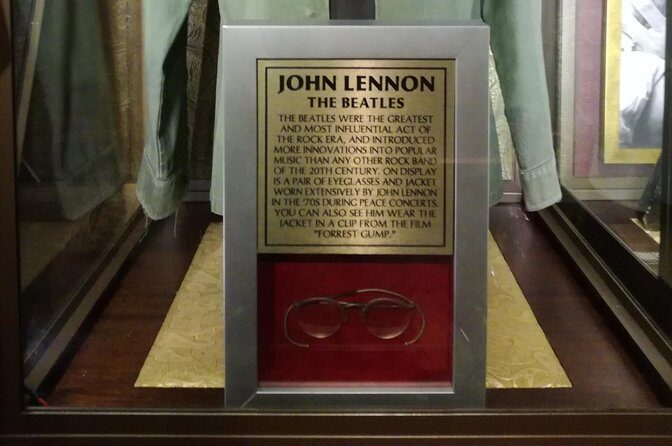 JOHN LENNON
THE BEATLES
THE BEATLES WERE THE GREATEST
AND MOST INFLUENTIAL ACT OF
THE ROCK ERA, AND INTRODUCED
MORE INNOVATIONS INTO POPULAR
MUSIC THAN ANY OTHER ROCK BAND
OF THE 20TH CENTURY. ON DISPLAY
IS A PAIR OF EYEGLASSES AND JACKET
WORN EXTENSIVELY BY JOHN LENNON
IN THE '70S DURING PEACE CONCERTS.
YOU CAN ALSO SEE HIM WEAR THE
JACKET IN A CLIP FROM THE FILM
"FORREST GUMP."